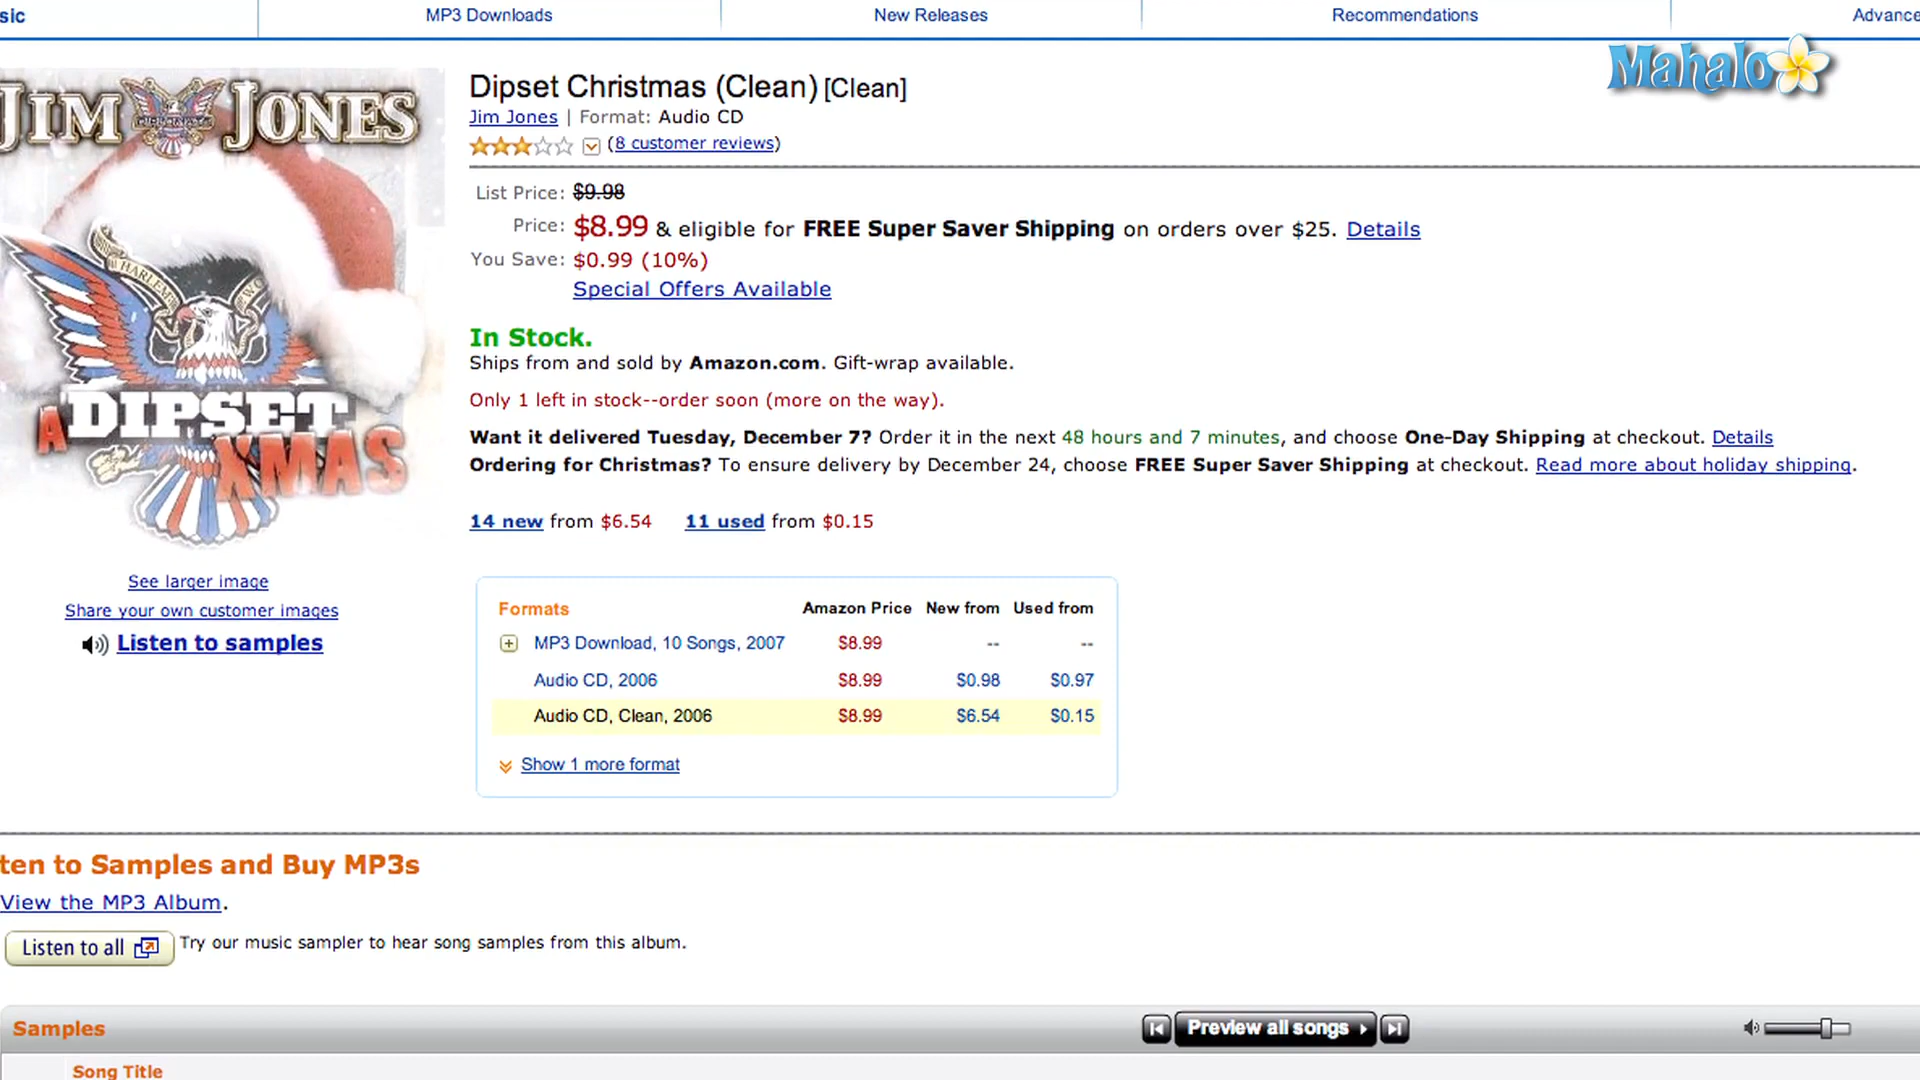 sic
MP3 Downloads
New Releases
Recommendations
Advance
Mahalo
JIM JONES
HARLEM
A DIPSET
XMAS
Dipset Christmas (Clean) [Clean]
Jim Jones | Format: Audio CD
(8 customer reviews)
List Price: $9.98
Price: $8.99 & eligible for FREE Super Saver Shipping on orders over $25. Details
You Save: $0.99 (10%)
Special Offers Available
In Stock.
Ships from and sold by Amazon.com. Gift-wrap available.
Only 1 left in stock--order soon (more on the way).
Want it delivered Tuesday, December 7? Order it in the next 48 hours and 7 minutes, and choose One-Day Shipping at checkout. Details
Ordering for Christmas? To ensure delivery by December 24, choose FREE Super Saver Shipping at checkout. Read more about holiday shipping.
14 new from $6.54 11 used from $0.15
See larger image
Share your own customer images
Listen to samples
Formats Amazon Price New from Used from
MP3 Download, 10 Songs, 2007 $8.99 -- --
Audio CD, 2006 $8.99 $0.98 $0.97
Audio CD, Clean, 2006 $8.99 $6.54 $0.15
Show 1 more format
ten to Samples and Buy MP3s
View the MP3 Album.
Listen to all Try our music sampler to hear song samples from this album.
Samples
Preview all songs
Song Title